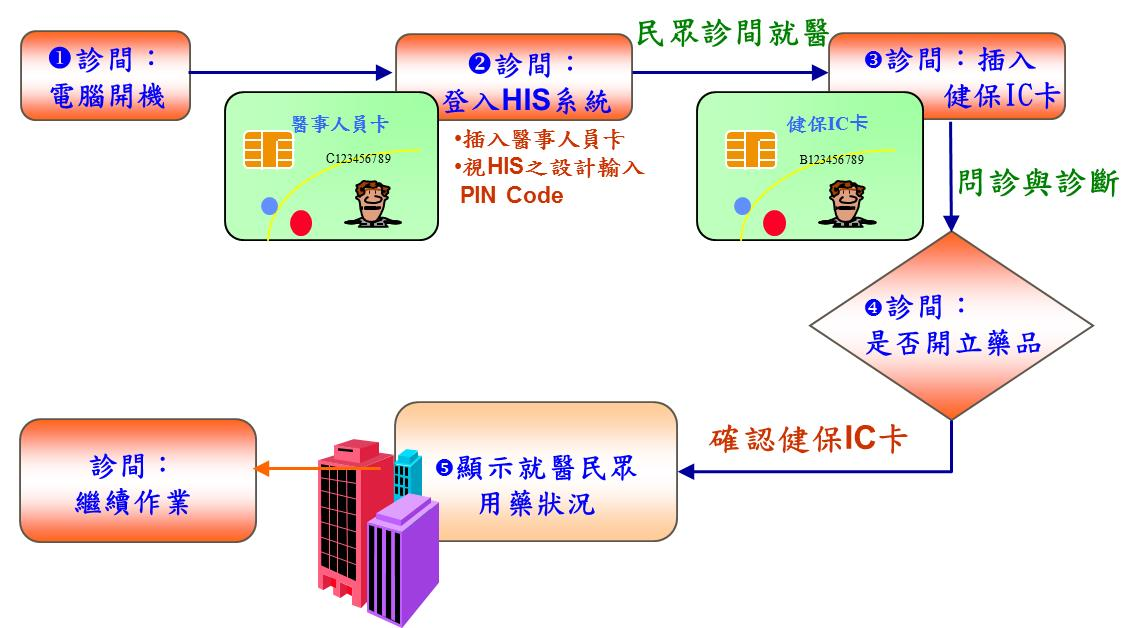 ❶診間：
電腦開機
❷診間：
登入HIS系統
民眾診間就醫
❸診間：插入
健保IC卡
醫事人員卡
C123456789
•插入醫事人員卡
•視HIS之設計輸入
PIN Code
健保IC卡
B123456789
問診與診斷
❹診間：
是否開立藥品
確認健保IC卡
❺顯示就醫民眾
用藥狀況
診間：
繼續作業